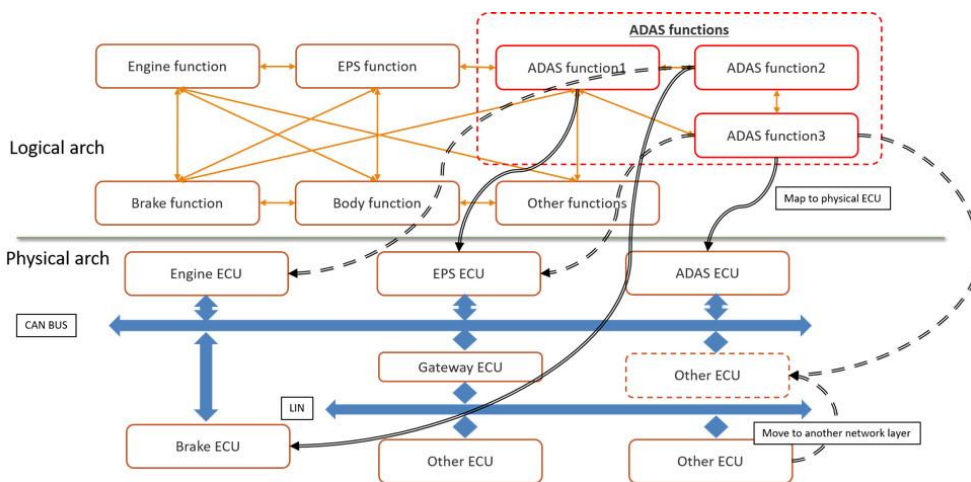 ADAS functions
Engine function
EPS function
ADAS function1
ADAS function2
ADAS function3
Logical arch
Map to physical ECU
Brake function
Body function
Other functions
Physical arch
Engine ECU
EPS ECU
ADAS ECU
CAN BUS
Gateway ECU
Other ECU
LIN
Move to another network layer
Brake ECU
Other ECU
Other ECU